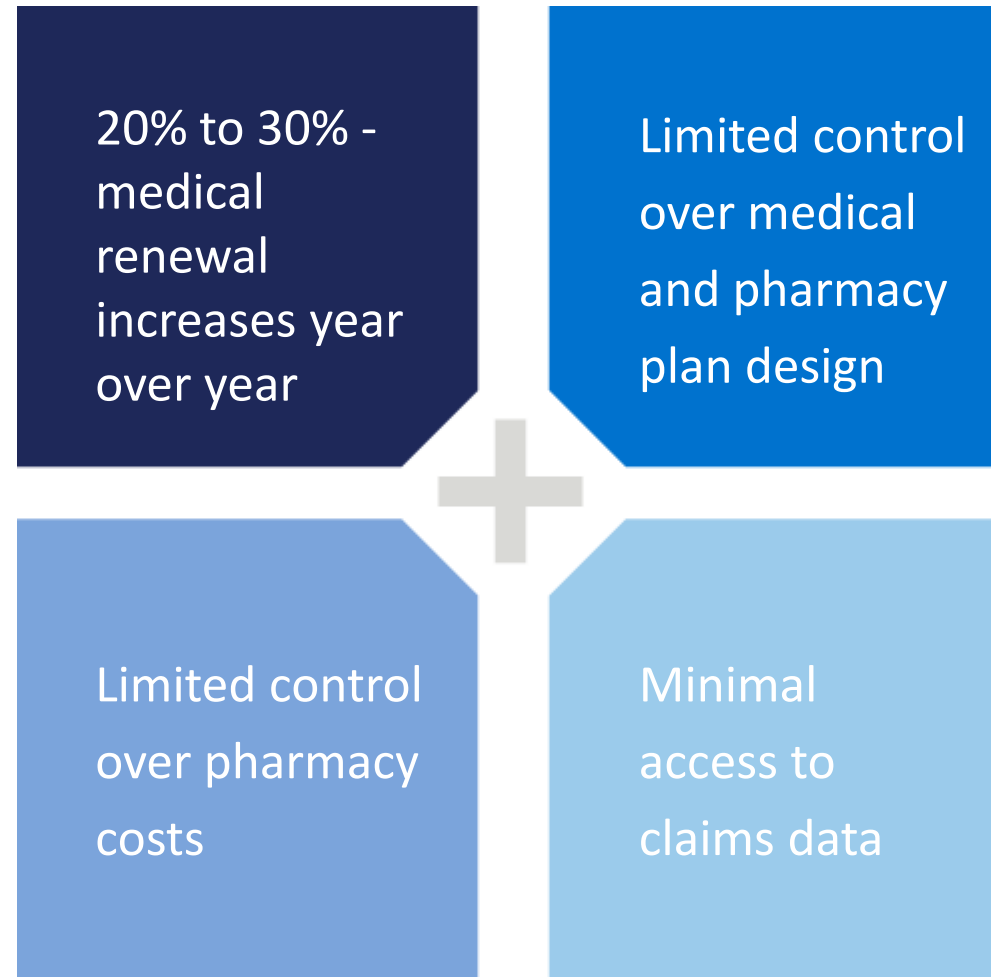 20% to 30% -
medical
renewal
increases year
over year
Limited control
over medical
and pharmacy
plan design
Limited control
over pharmacy
costs
Minimal
access to
claims data